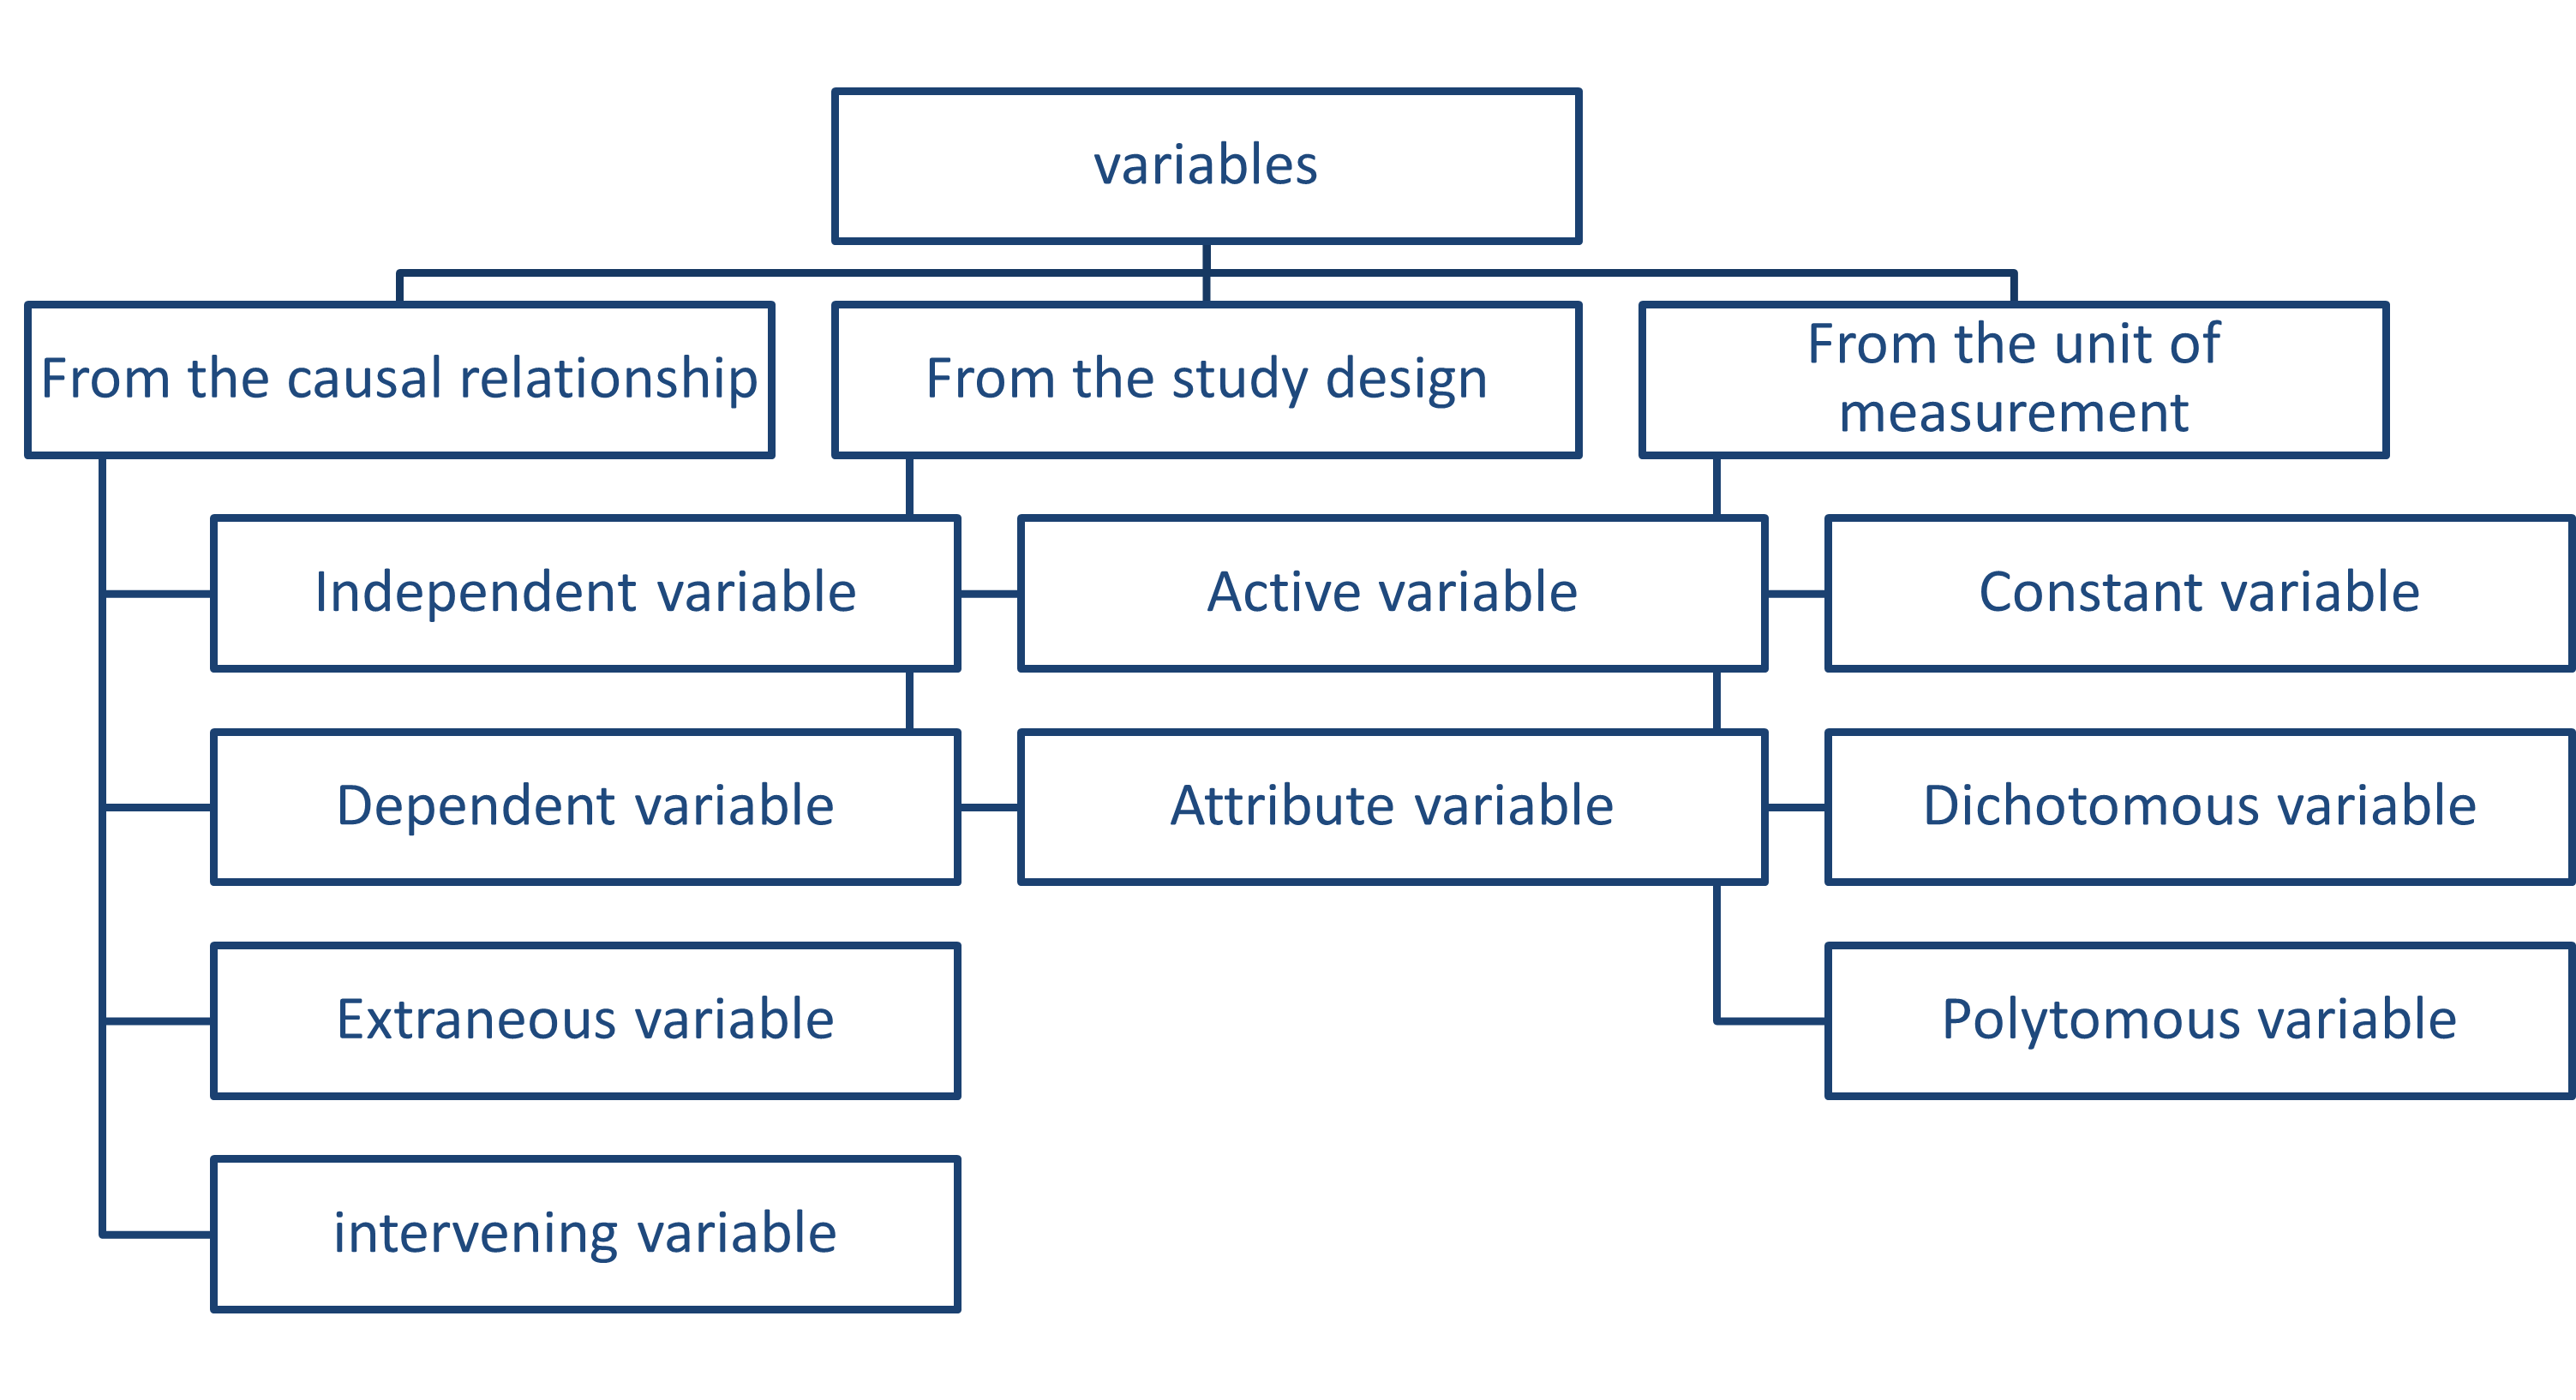 variables
From the causal relationship
From the study design
From the unit of
measurement
Independent variable
Active variable
Constant variable
Dependent variable
Attribute variable
Dichotomous variable
Extraneous variable
Polytomous variable
intervening variable